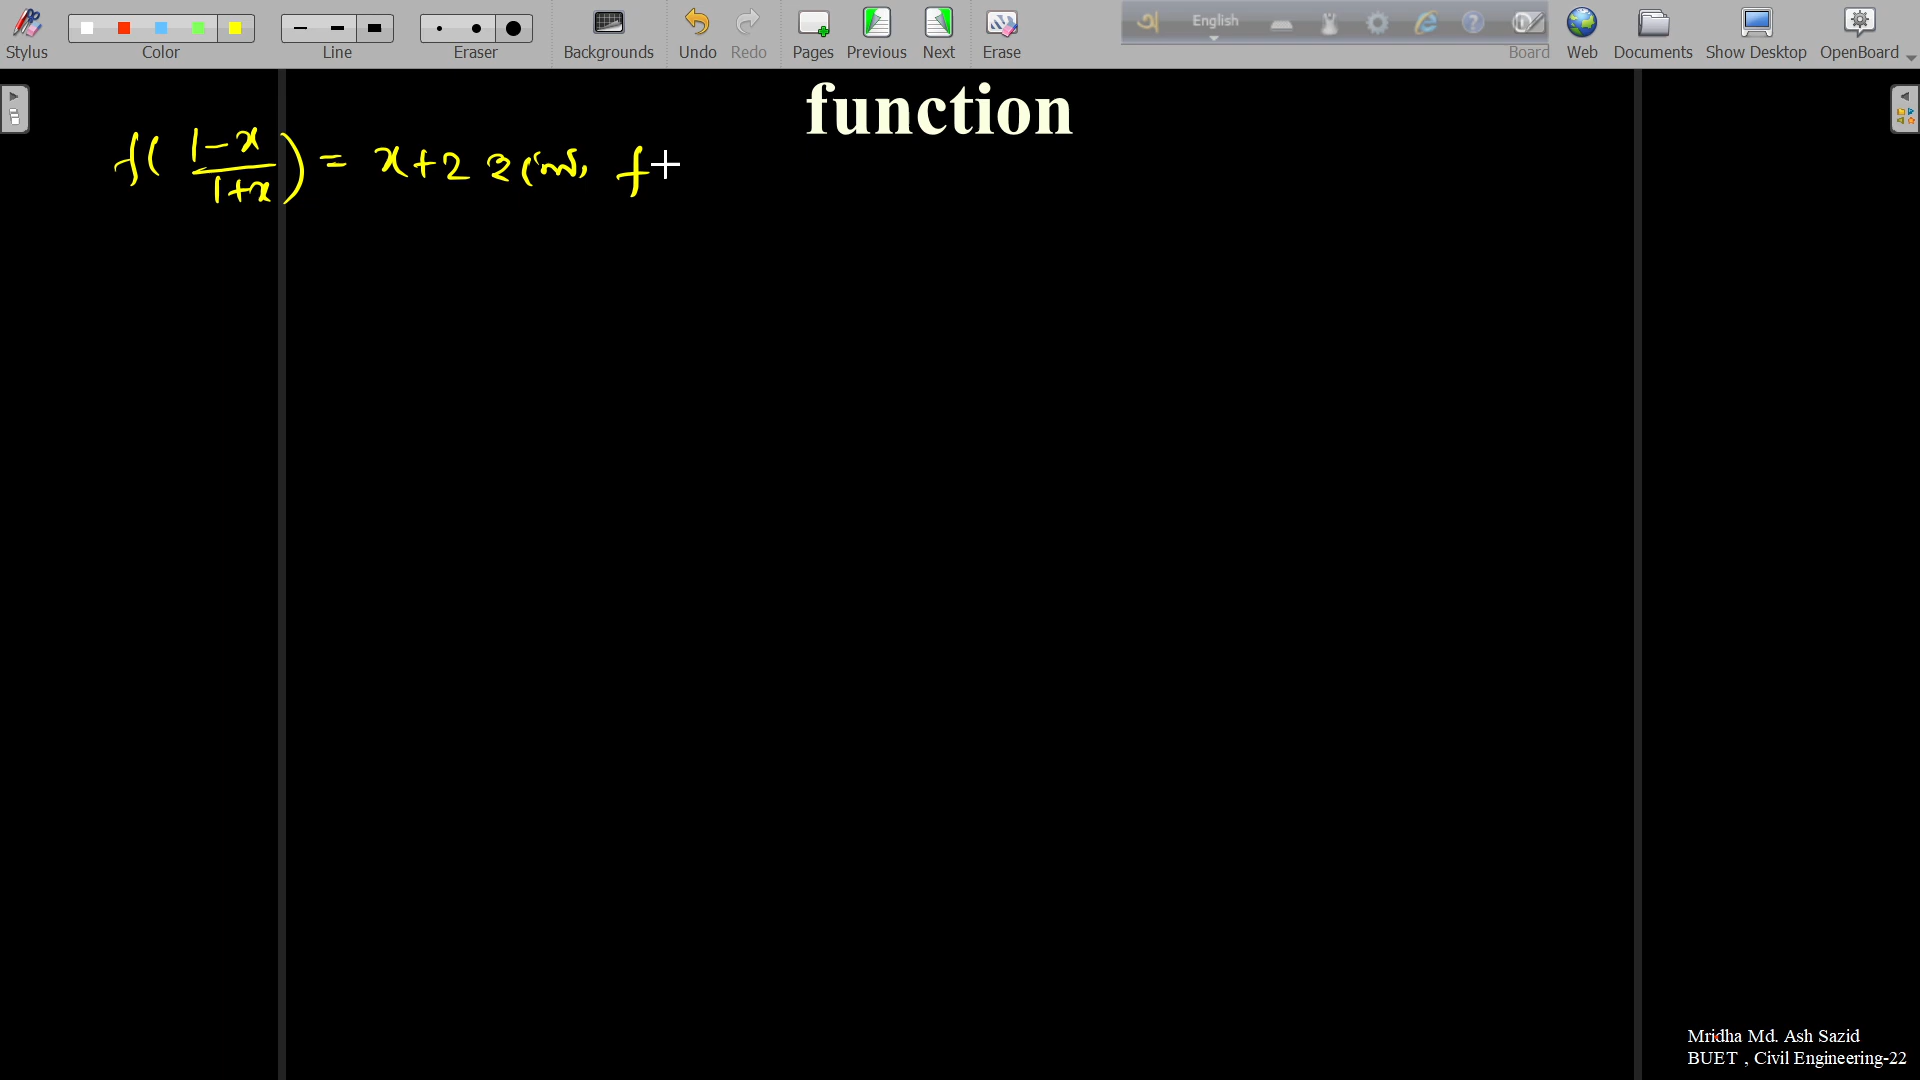 Stylus Color Line Eraser Backgrounds Undo Redo Pages Previous Next Erase English Board Web Documents Show Desktop OpenBoard
function
f((1-x)/(1+x)) = x+2 হলে, f
Mridha Md. Ash Sazid
BUET , Civil Engineering-22